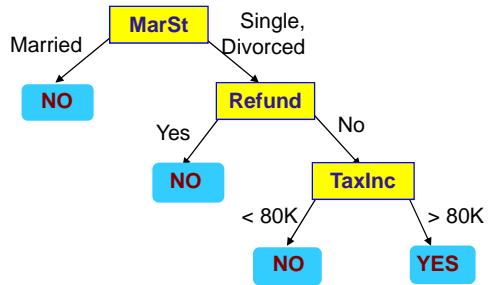 MarSt
Married
Single,
Divorced
NO
Refund
Yes
No
NO
TaxInc
< 80K
> 80K
NO
YES